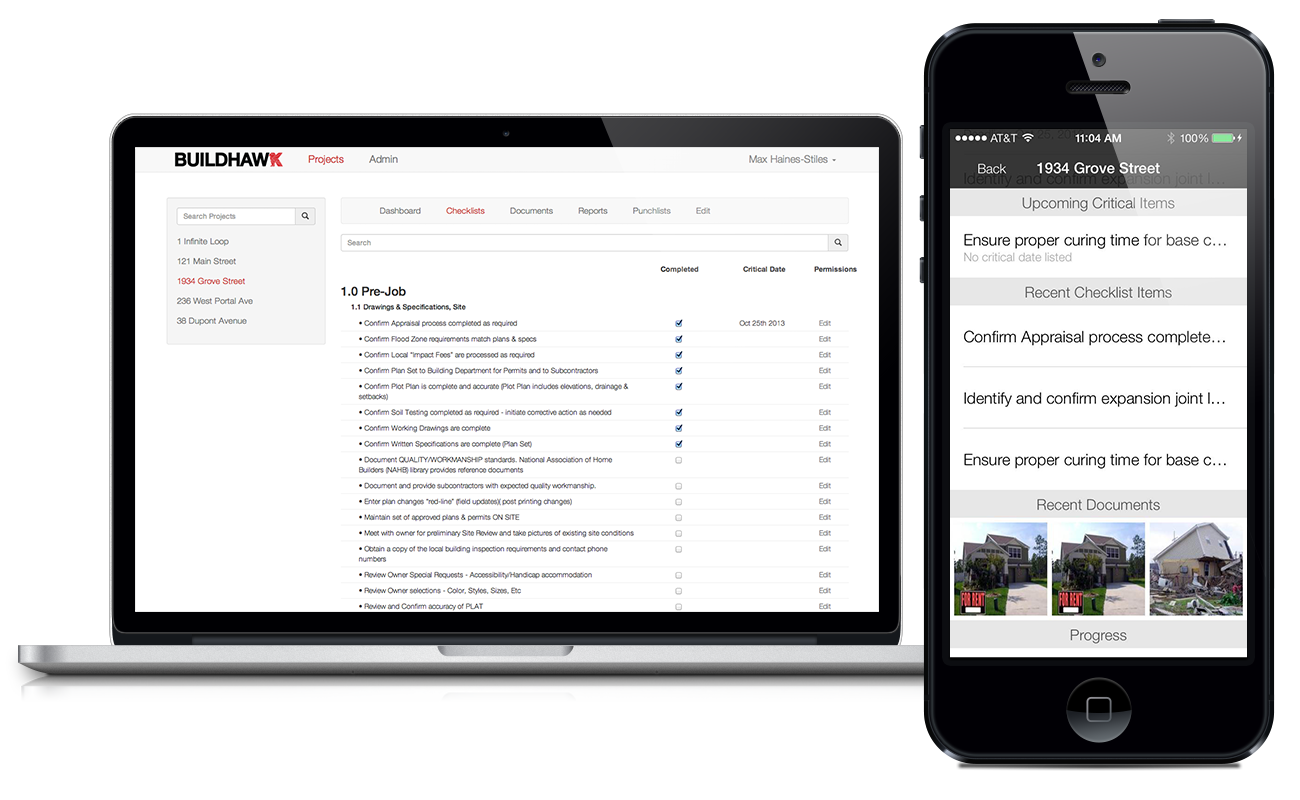 BUILDHAWK
Projects
Admin
Max Haines-Stiles
Search Projects
1 Infinite Loop
121 Main Street
1934 Grove Street
236 West Portal Ave
38 Dupont Avenue
Dashboard
Checklists
Documents
Reports
Punchlists
Edit
Search
Completed
Critical Date
Permissions
1.0 Pre-Job
1.1 Drawings & Specifications, Site
• Confirm Appraisal process completed as required
Oct 25th 2013
Edit
• Confirm Flood Zone requirements match plans & specs
Edit
• Confirm Local "Impact Fees" are processed as required
Edit
• Confirm Plan Set to Building Department for Permits and to Subcontractors
Edit
• Confirm Plot Plan is complete and accurate (Plot Plan includes elevations, drainage &
setbacks)
Edit
• Confirm Soil Testing completed as required - initiate corrective action as needed
Edit
• Confirm Working Drawings are complete
Edit
• Confirm Written Specifications are complete (Plan Set)
Edit
• Document QUALITY/WORKMANSHIP standards. National Association of Home
Builders (NAHB) library provides reference documents
Edit
• Document and provide subcontractors with expected quality workmanship.
Edit
• Enter plan changes "red-line" (field updates)( post printing changes)
Edit
• Maintain set of approved plans & permits ON SITE
Edit
• Meet with owner for preliminary Site Review and take pictures of existing site conditions
Edit
• Obtain a copy of the local building inspection requirements and contact phone
numbers
Edit
• Review Owner Special Requests - Accessibility/Handicap accommodation
Edit
• Review Owner selections - Color, Styles, Sizes, Etc
Edit
• Review and Confirm accuracy of PLAT
Edit
AT&T
11:04 AM
100%
Back
1934 Grove Street
Identify and confirm expansion joint l...
Upcoming Critical Items
Ensure proper curing time for base c...
No critical date listed
Recent Checklist Items
Confirm Appraisal process complete...
Identify and confirm expansion joint l...
Ensure proper curing time for base c...
Recent Documents
FOR RENT
FOR RENT
Progress